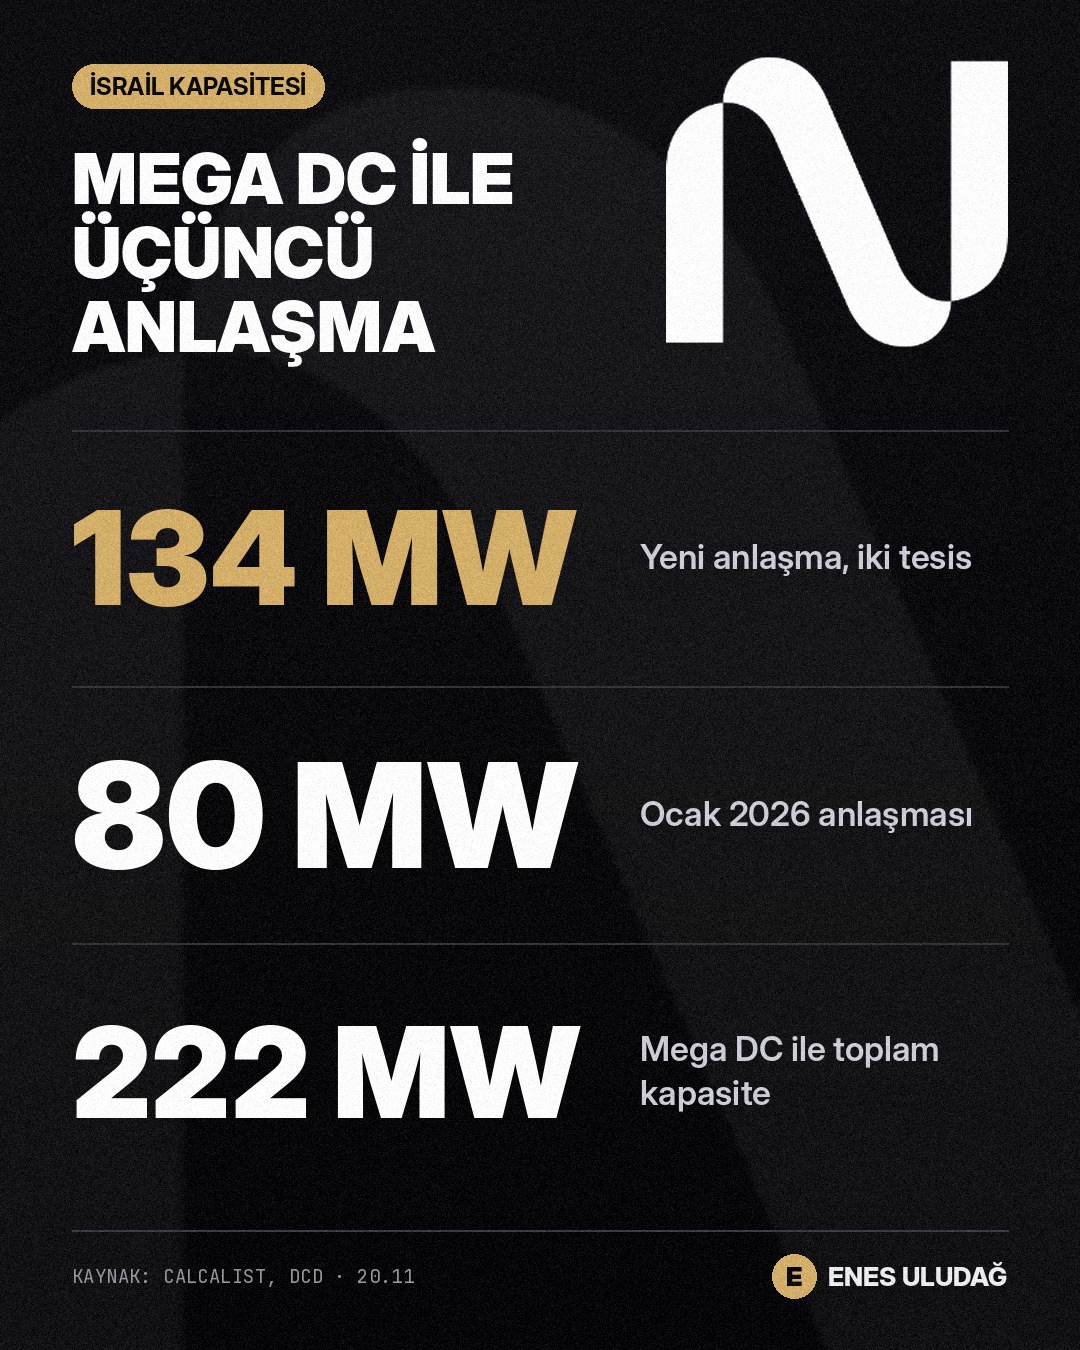 İSRAİL KAPASİTESİ
MEGA DC İLE
ÜÇÜNCÜ
ANLAŞMA
134 MW
Yeni anlaşma, iki tesis
80 MW
Ocak 2026 anlaşması
222 MW
Mega DC ile toplam
kapasite
KAYNAK: CALCALIST, DCD · 20.11
E ENES ULUDAĞ